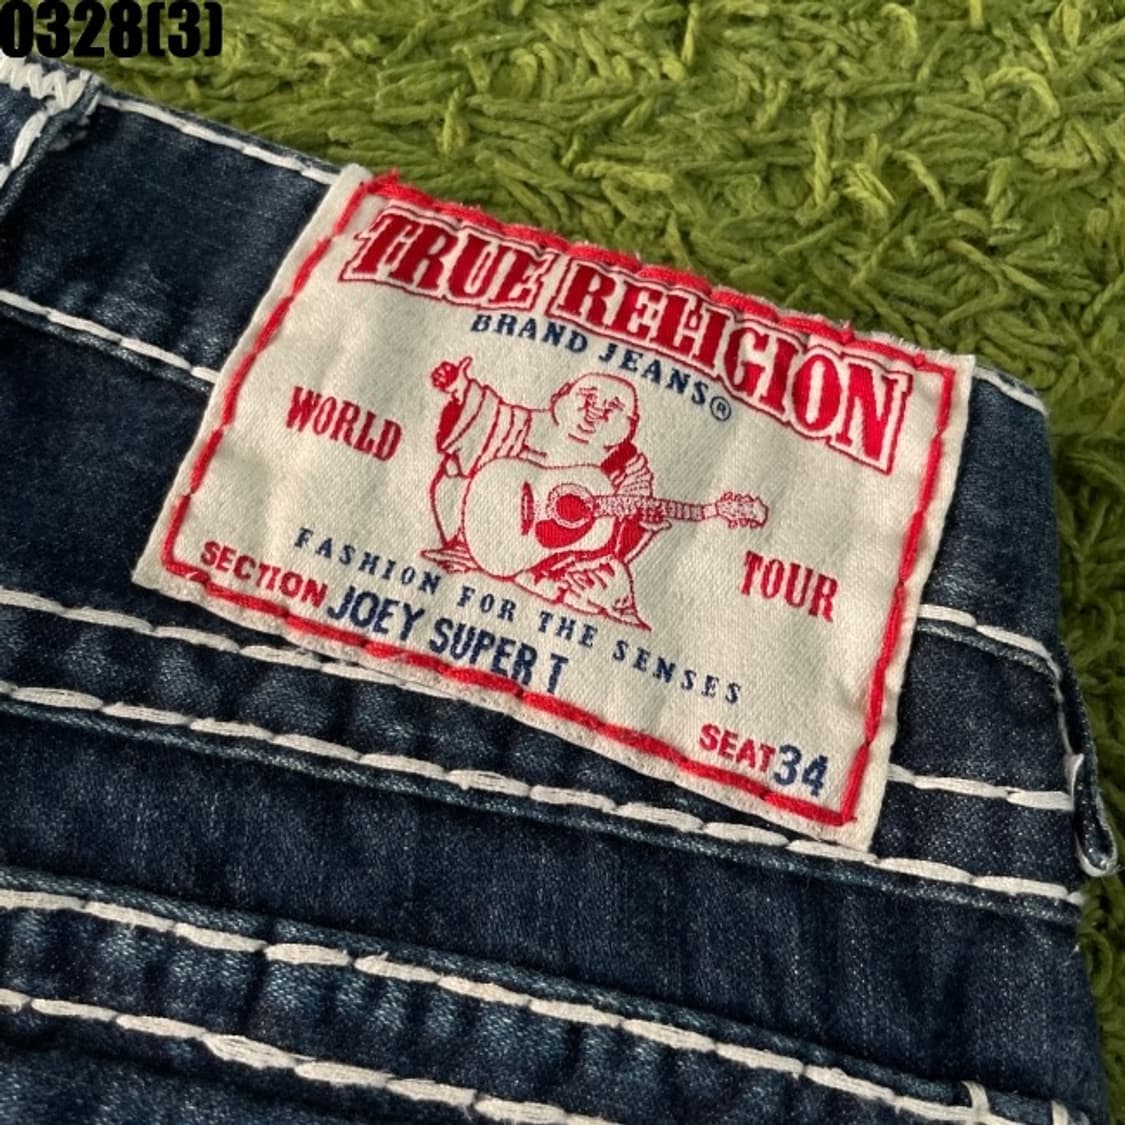 0328(3)
TRUE RELIGION
BRAND JEANS®
WORLD TOUR
FASHION FOR THE SENSES
SECTION JOEY SUPER T
SEAT 34